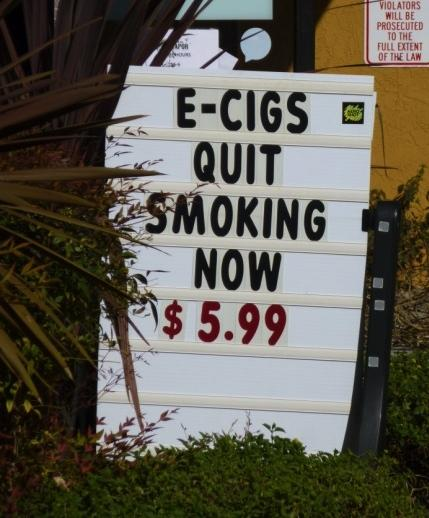 VIOLATORS
WILL BE
PROSECUTED
TO THE
FULL EXTENT
OF THE LAW
E-CIGS
QUIT
SMOKING
NOW
$5.99